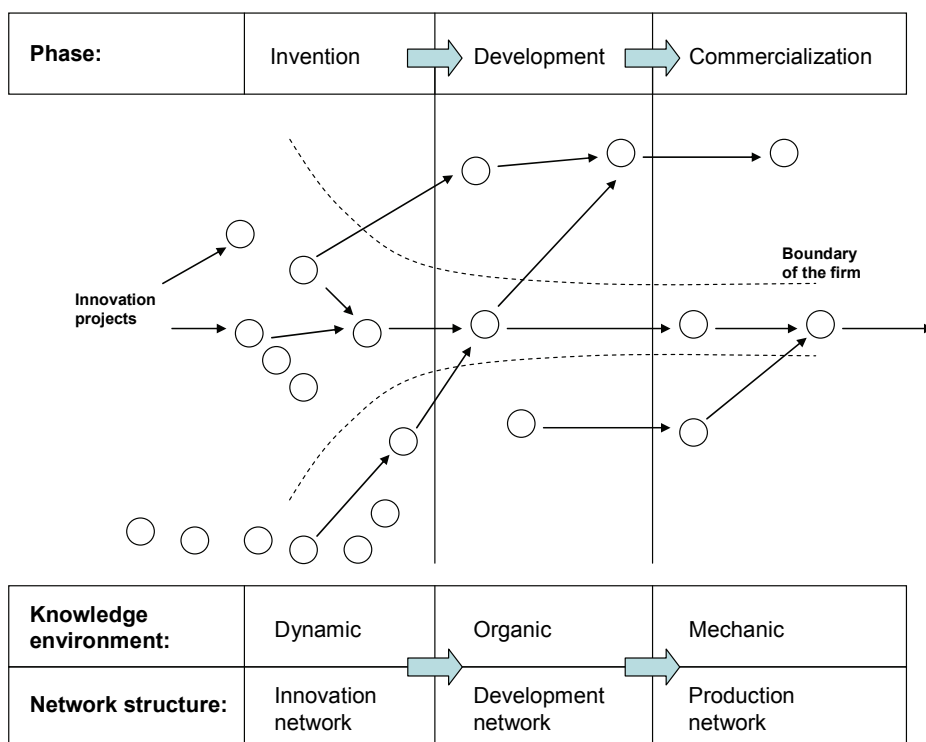 Phase:
Invention
Development
Commercialization
Boundary
of the firm
Innovation
projects
Knowledge
environment:
Dynamic
Organic
Mechanic
Network structure:
Innovation
network
Development
network
Production
network